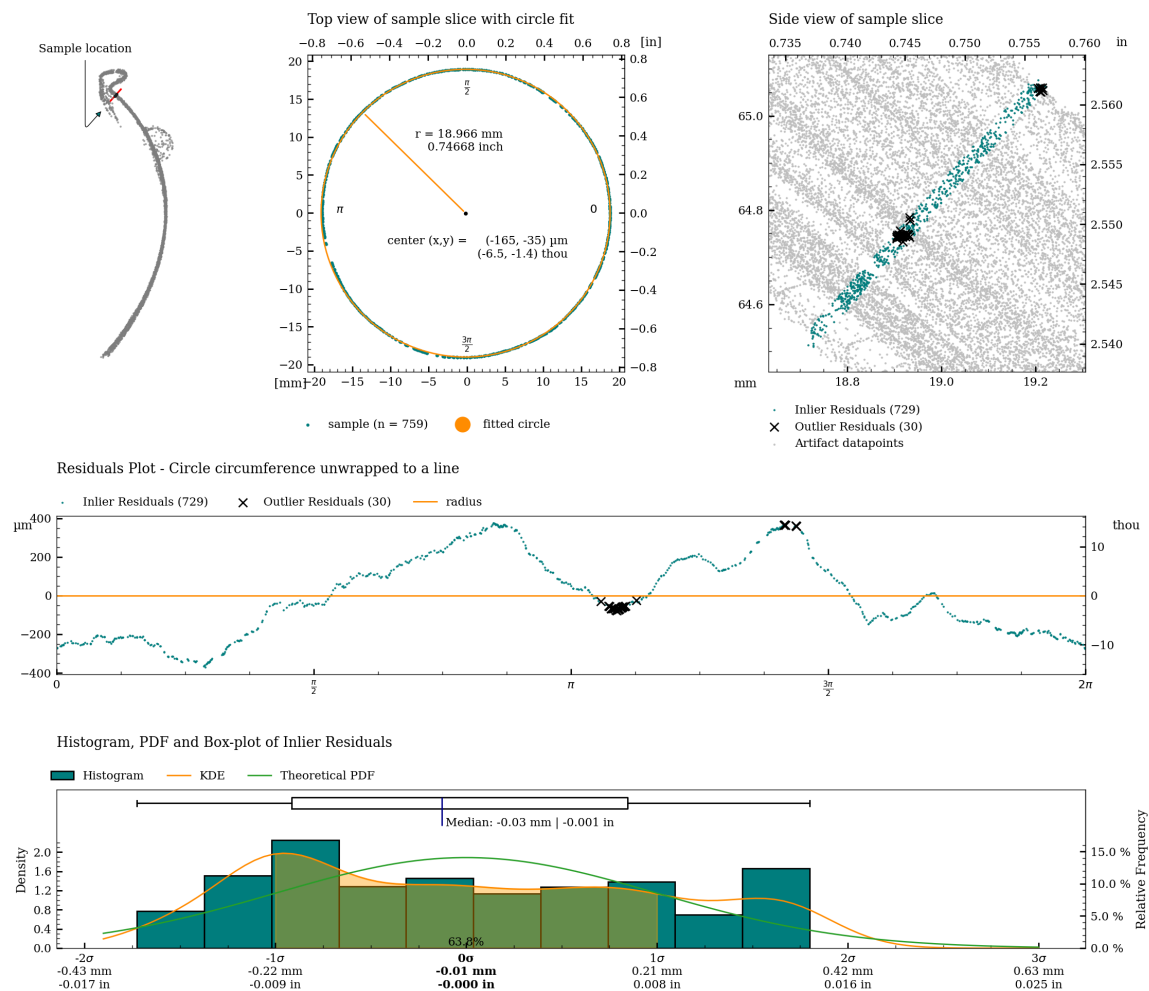 Sample location
Top view of sample slice with circle fit
−0.8 −0.6 −0.4 −0.2 0.0 0.2 0.4 0.6 0.8 [in]
20 15 10 5 0 −5 −10 −15 −20
0.8 0.6 0.4 0.2 0.0 −0.2 −0.4 −0.6 −0.8
π/2
r = 18.966 mm
0.74668 inch
π 0
center (x,y) = (-165, -35) µm
(-6.5, -1.4) thou
3π/2
[mm] −20 −15 −10 −5 0 5 10 15 20
sample (n = 759) fitted circle
Side view of sample slice
0.735 0.740 0.745 0.750 0.755 0.760 in
65.0 64.8 64.6
2.560 2.555 2.550 2.545 2.540
mm 18.8 19.0 19.2
Inlier Residuals (729)
Outlier Residuals (30)
Artifact datapoints
Residuals Plot - Circle circumference unwrapped to a line
Inlier Residuals (729) Outlier Residuals (30) radius
µm 400 200 0 −200 −400
thou 10 0 −10
0 π/2 π 3π/2 2π
Histogram, PDF and Box-plot of Inlier Residuals
Histogram KDE Theoretical PDF
Median: -0.03 mm | -0.001 in
Density
2.0 1.6 1.2 0.8 0.4 0.0
Relative Frequency
15.0 % 10.0 % 5.0 % 0.0 %
63.8%
-2σ -1σ 0σ 1σ 2σ 3σ
-0.43 mm -0.22 mm -0.01 mm 0.21 mm 0.42 mm 0.63 mm
-0.017 in -0.009 in -0.000 in 0.008 in 0.016 in 0.025 in